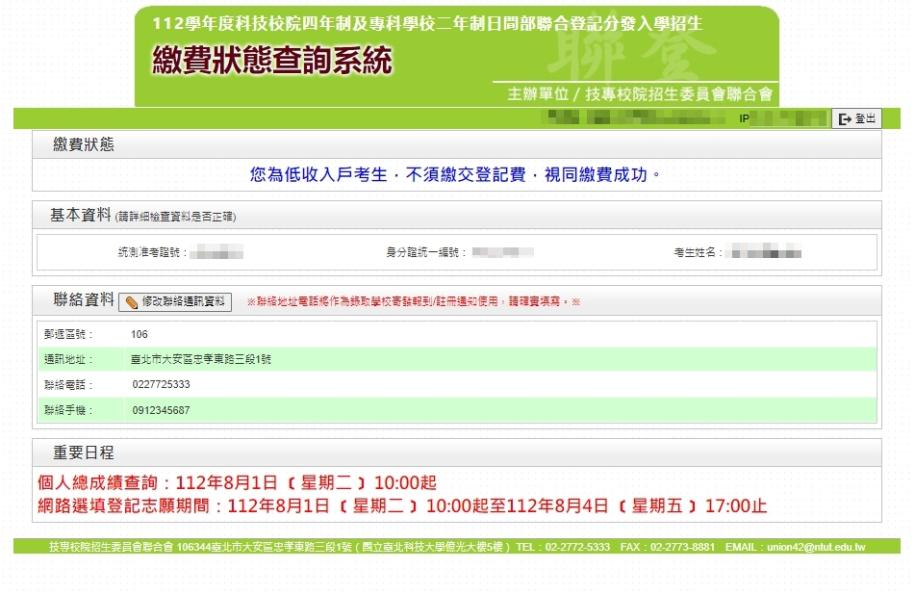 112學年度科技校院四年制及專科學校二年制日間部聯合登記分發入學招生
聯登
繳費狀態查詢系統
主辦單位 / 技專校院招生委員會聯合會
IP
登出
繳費狀態
您為低收入戶考生，不須繳交登記費，視同繳費成功。
基本資料 (請詳細檢查資料是否正確)
統測准考證號：
身分證統一編號：
考生姓名：
聯絡資料 修改聯絡通訊資料 ※聯絡地址電話將作為錄取學校寄發報到/註冊通知使用，請確實填寫。※
郵遞區號： 106
通訊地址： 臺北市大安區忠孝東路三段1號
聯絡電話： 0227725333
聯絡手機： 0912345687
重要日程
個人總成績查詢：112年8月1日﹝星期二﹞10:00起
網路選填登記志願期間：112年8月1日﹝星期二﹞10:00起至112年8月4日﹝星期五﹞17:00止
技專校院招生委員會聯合會 106344臺北市大安區忠孝東路三段1號 ( 國立臺北科技大學億光大樓5樓 ) TEL：02-2772-5333 FAX：02-2773-8881 EMAIL：union42@ntut.edu.tw